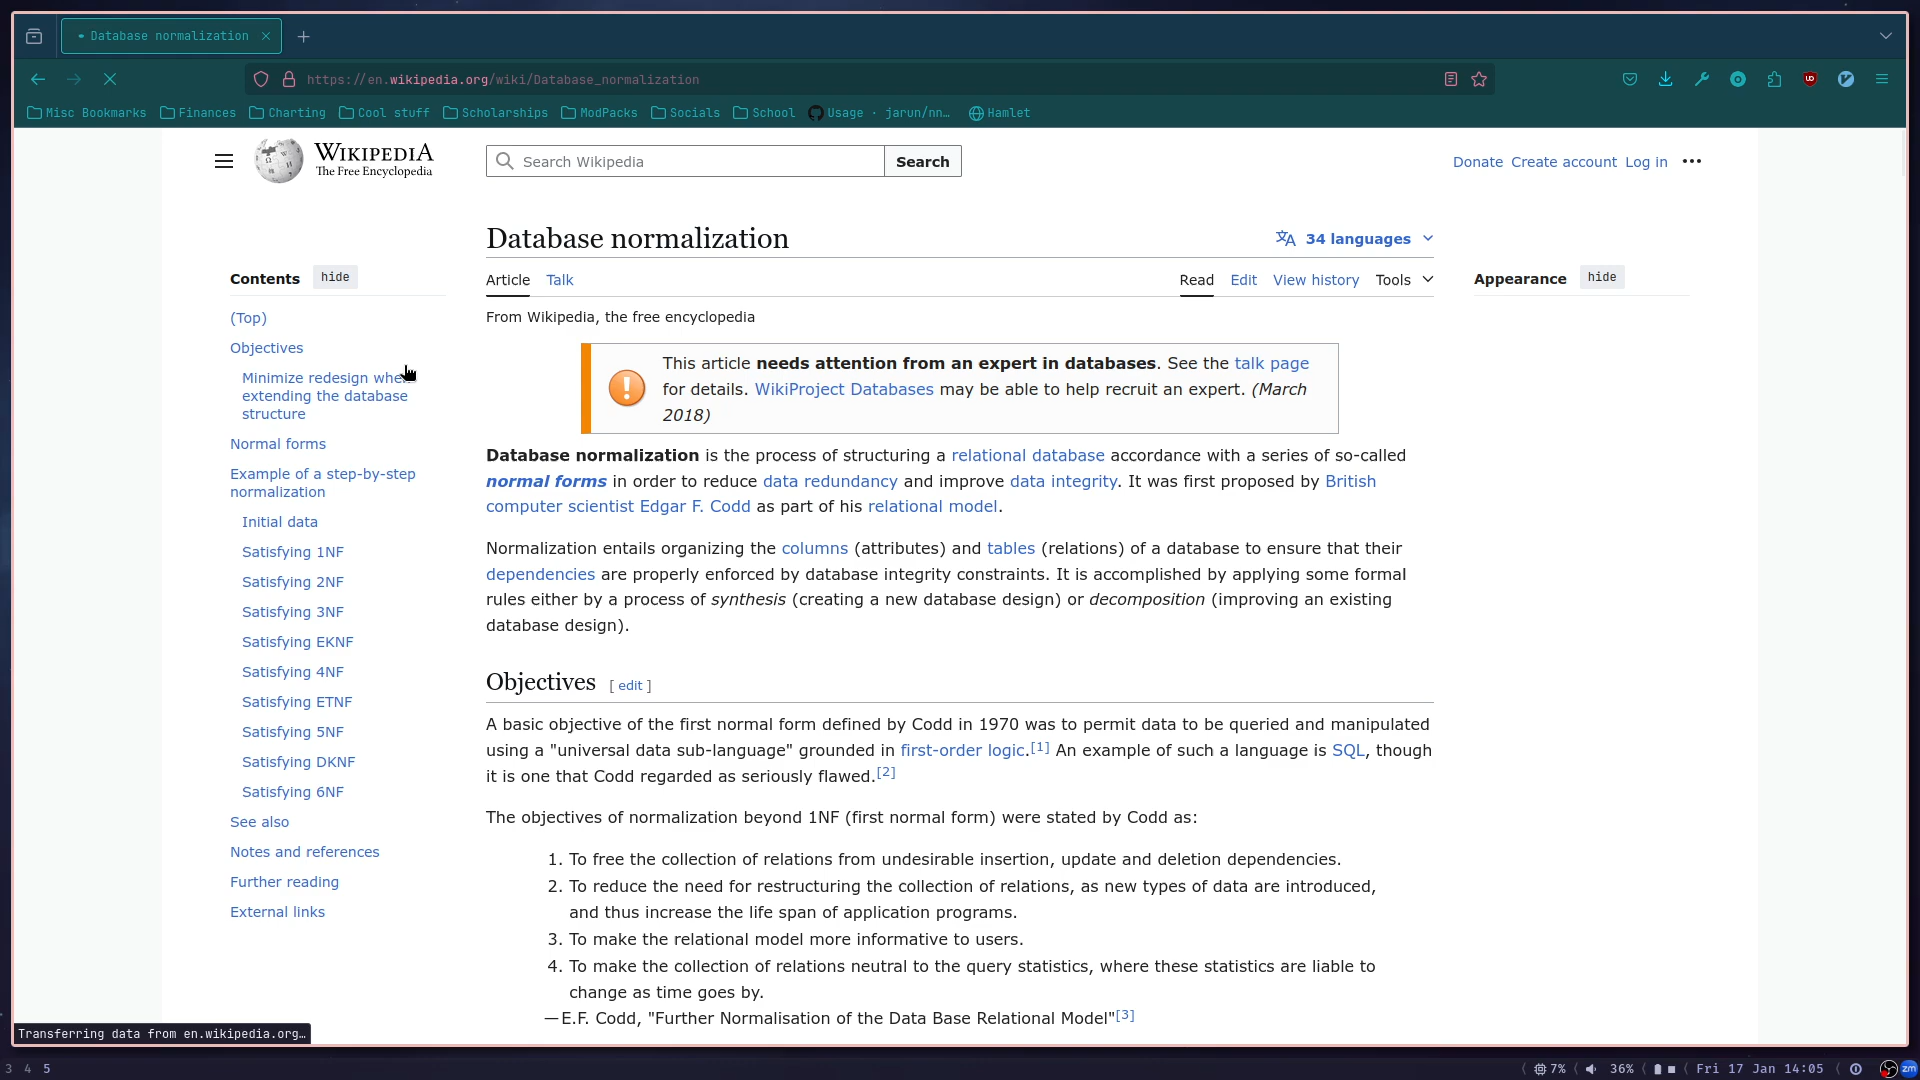 Database normalization
https://en.wikipedia.org/wiki/Database_normalization
Misc Bookmarks Finances Charting Cool stuff Scholarships ModPacks Socials School Usage · jarun/nn… Hamlet
WIKIPEDIA
The Free Encyclopedia
Search Wikipedia
Search
Donate Create account Log in
Database normalization
34 languages
Contents hide
(Top)
Objectives
Minimize redesign when
extending the database
structure
Normal forms
Example of a step-by-step
normalization
Initial data
Satisfying 1NF
Satisfying 2NF
Satisfying 3NF
Satisfying EKNF
Satisfying 4NF
Satisfying ETNF
Satisfying 5NF
Satisfying DKNF
Satisfying 6NF
See also
Notes and references
Further reading
External links
Article Talk
Read Edit View history Tools
Appearance hide
From Wikipedia, the free encyclopedia
This article needs attention from an expert in databases. See the talk page
for details. WikiProject Databases may be able to help recruit an expert. (March
2018)
Database normalization is the process of structuring a relational database accordance with a series of so-called
normal forms in order to reduce data redundancy and improve data integrity. It was first proposed by British
computer scientist Edgar F. Codd as part of his relational model.
Normalization entails organizing the columns (attributes) and tables (relations) of a database to ensure that their
dependencies are properly enforced by database integrity constraints. It is accomplished by applying some formal
rules either by a process of synthesis (creating a new database design) or decomposition (improving an existing
database design).
Objectives [ edit ]
A basic objective of the first normal form defined by Codd in 1970 was to permit data to be queried and manipulated
using a "universal data sub-language" grounded in first-order logic.[1] An example of such a language is SQL, though
it is one that Codd regarded as seriously flawed.[2]
The objectives of normalization beyond 1NF (first normal form) were stated by Codd as:
1. To free the collection of relations from undesirable insertion, update and deletion dependencies.
2. To reduce the need for restructuring the collection of relations, as new types of data are introduced,
and thus increase the life span of application programs.
3. To make the relational model more informative to users.
4. To make the collection of relations neutral to the query statistics, where these statistics are liable to
change as time goes by.
— E.F. Codd, "Further Normalisation of the Data Base Relational Model"[3]
Transferring data from en.wikipedia.org…
3 4 5
7% 36% Fri 17 Jan 14:05 zm